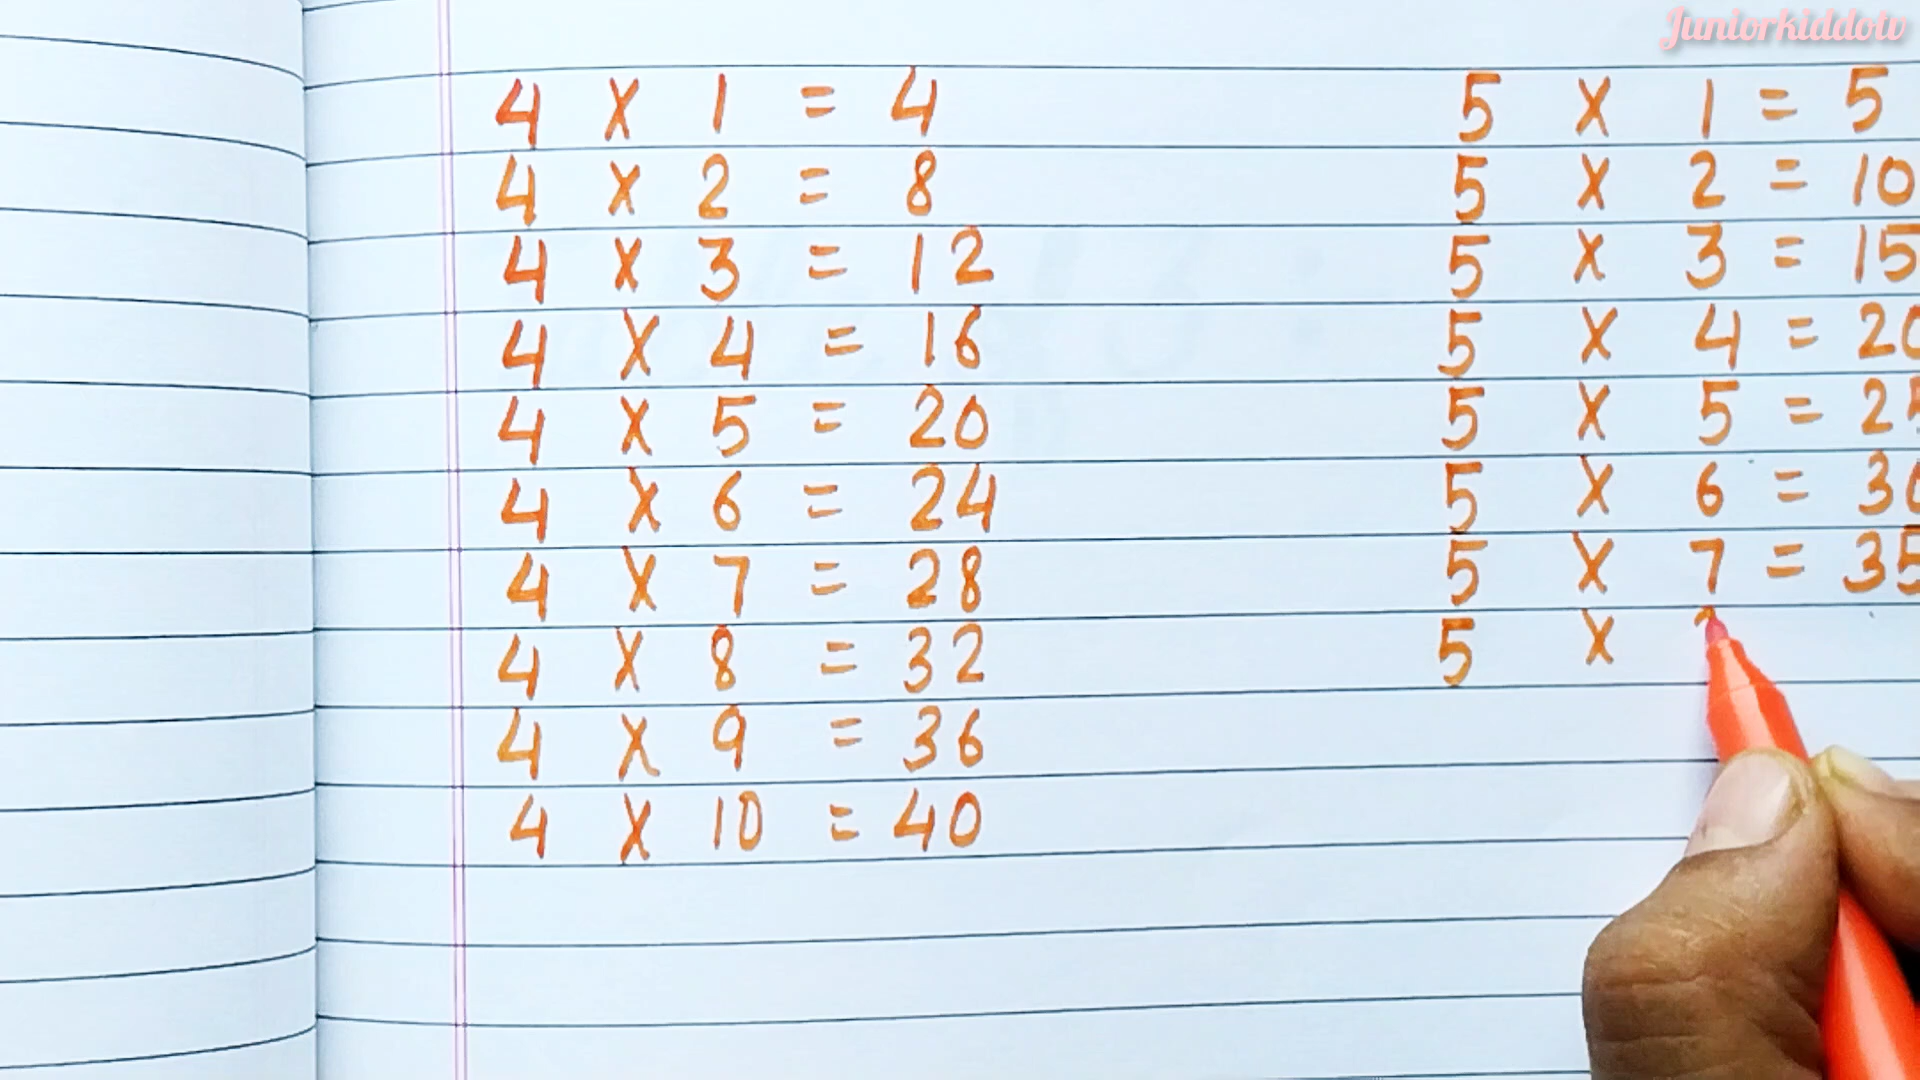 Juniorkiddotv
4 X 1 = 4
4 X 2 = 8
4 X 3 = 12
4 X 4 = 16
4 X 5 = 20
4 X 6 = 24
4 X 7 = 28
4 X 8 = 32
4 X 9 = 36
4 X 10 = 40
5 X 1 = 5
5 X 2 = 10
5 X 3 = 15
5 X 4 = 20
5 X 5 = 25
5 X 6 = 30
5 X 7 = 35
5 X